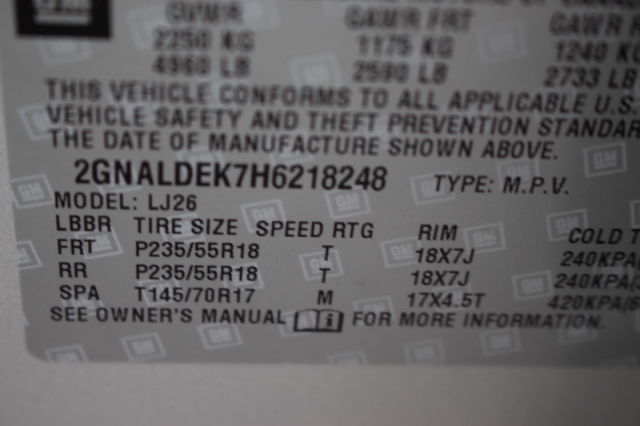 GM
GVWR GAWR FRT GAWR R
2250 KG 1175 KG 1240 KG
4960 LB 2590 LB 2733 LB
THIS VEHICLE CONFORMS TO ALL APPLICABLE U.S.
VEHICLE SAFETY AND THEFT PREVENTION STANDAR
THE DATE OF MANUFACTURE SHOWN ABOVE.
2GNALDEK7H6218248 TYPE: M.P.V.
MODEL: LJ26
LBBR TIRE SIZE SPEED RTG RIM COLD T
FRT P235/55R18 T 18X7J 240KPA(
RR P235/55R18 T 18X7J 240KPA(
SPA T145/70R17 M 17X4.5T 420KPA(
SEE OWNER'S MANUAL i FOR MORE INFORMATION.